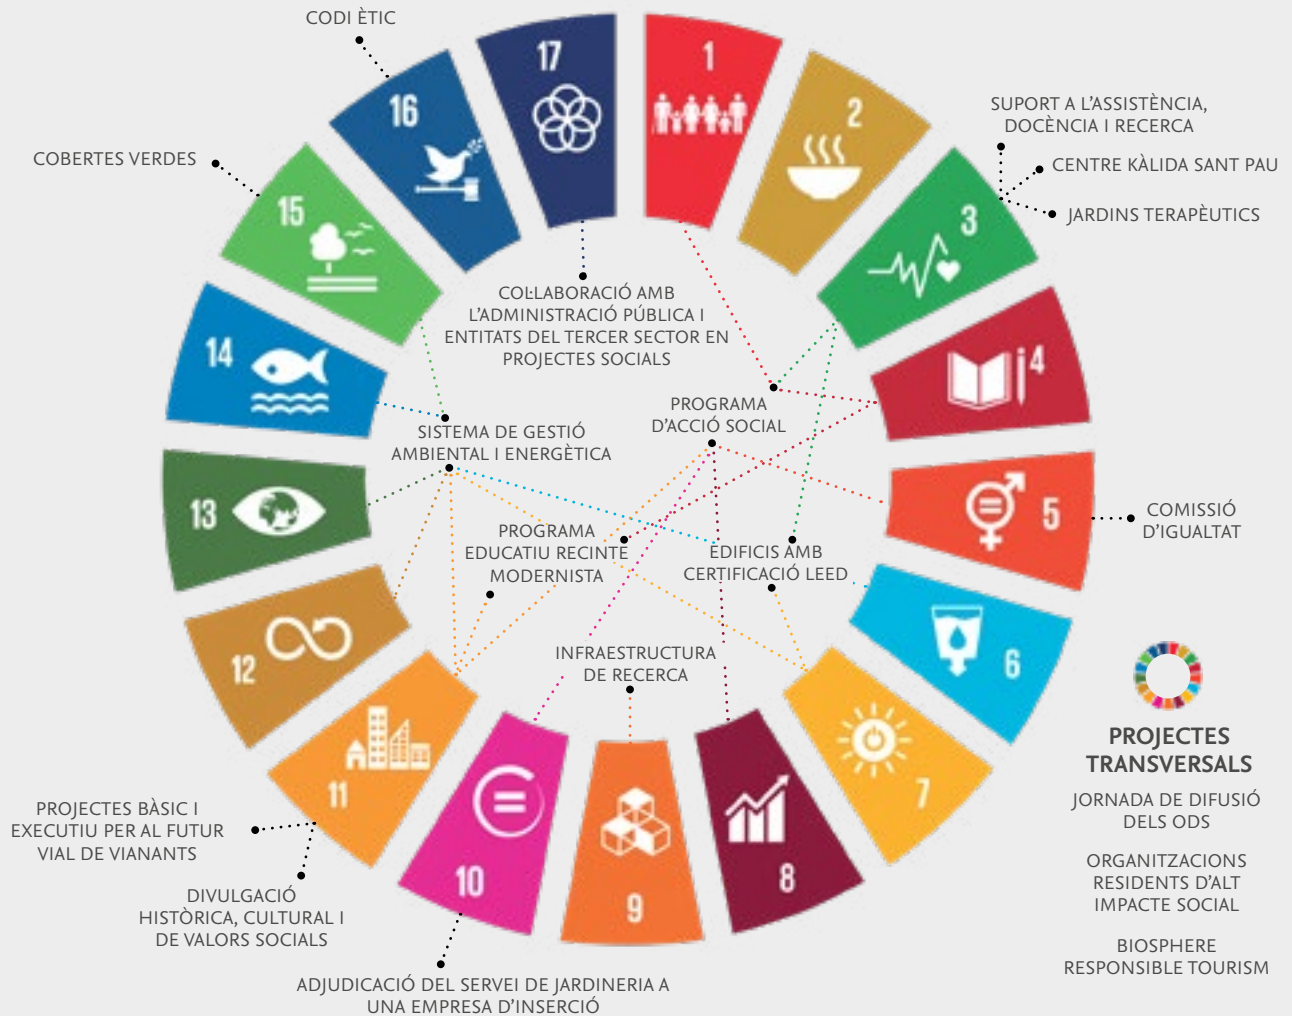 CODI ÈTIC
17
1
2
SUPORT A L'ASSISTÈNCIA,
DOCÈNCIA I RECERCA
16
COBERTES VERDES
CENTRE KÀLIDA SANT PAU
15
3
JARDINS TERAPÈUTICS
COL·LABORACIÓ AMB
L'ADMINISTRACIÓ PÚBLICA I
ENTITATS DEL TERCER SECTOR EN
PROJECTES SOCIALS
14
4
PROGRAMA
D'ACCIÓ SOCIAL
SISTEMA DE GESTIÓ
AMBIENTAL I ENERGÈTICA
13
5
COMISSIÓ
D'IGUALTAT
PROGRAMA
EDUCATIU RECINTE
MODERNISTA
EDIFICIS AMB
CERTIFICACIÓ LEED
12
6
INFRAESTRUCTURA
DE RECERCA
11
7
PROJECTES BÀSIC I
EXECUTIU PER AL FUTUR
VIAL DE VIANANTS
10
9
8
DIVULGACIÓ
HISTÒRICA, CULTURAL I
DE VALORS SOCIALS
ADJUDICACIÓ DEL SERVEI DE JARDINERIA A
UNA EMPRESA D'INSERCIÓ
PROJECTES
TRANSVERSALS
JORNADA DE DIFUSIÓ
DELS ODS
ORGANITZACIONS
RESIDENTS D'ALT
IMPACTE SOCIAL
BIOSPHERE
RESPONSIBLE TOURISM